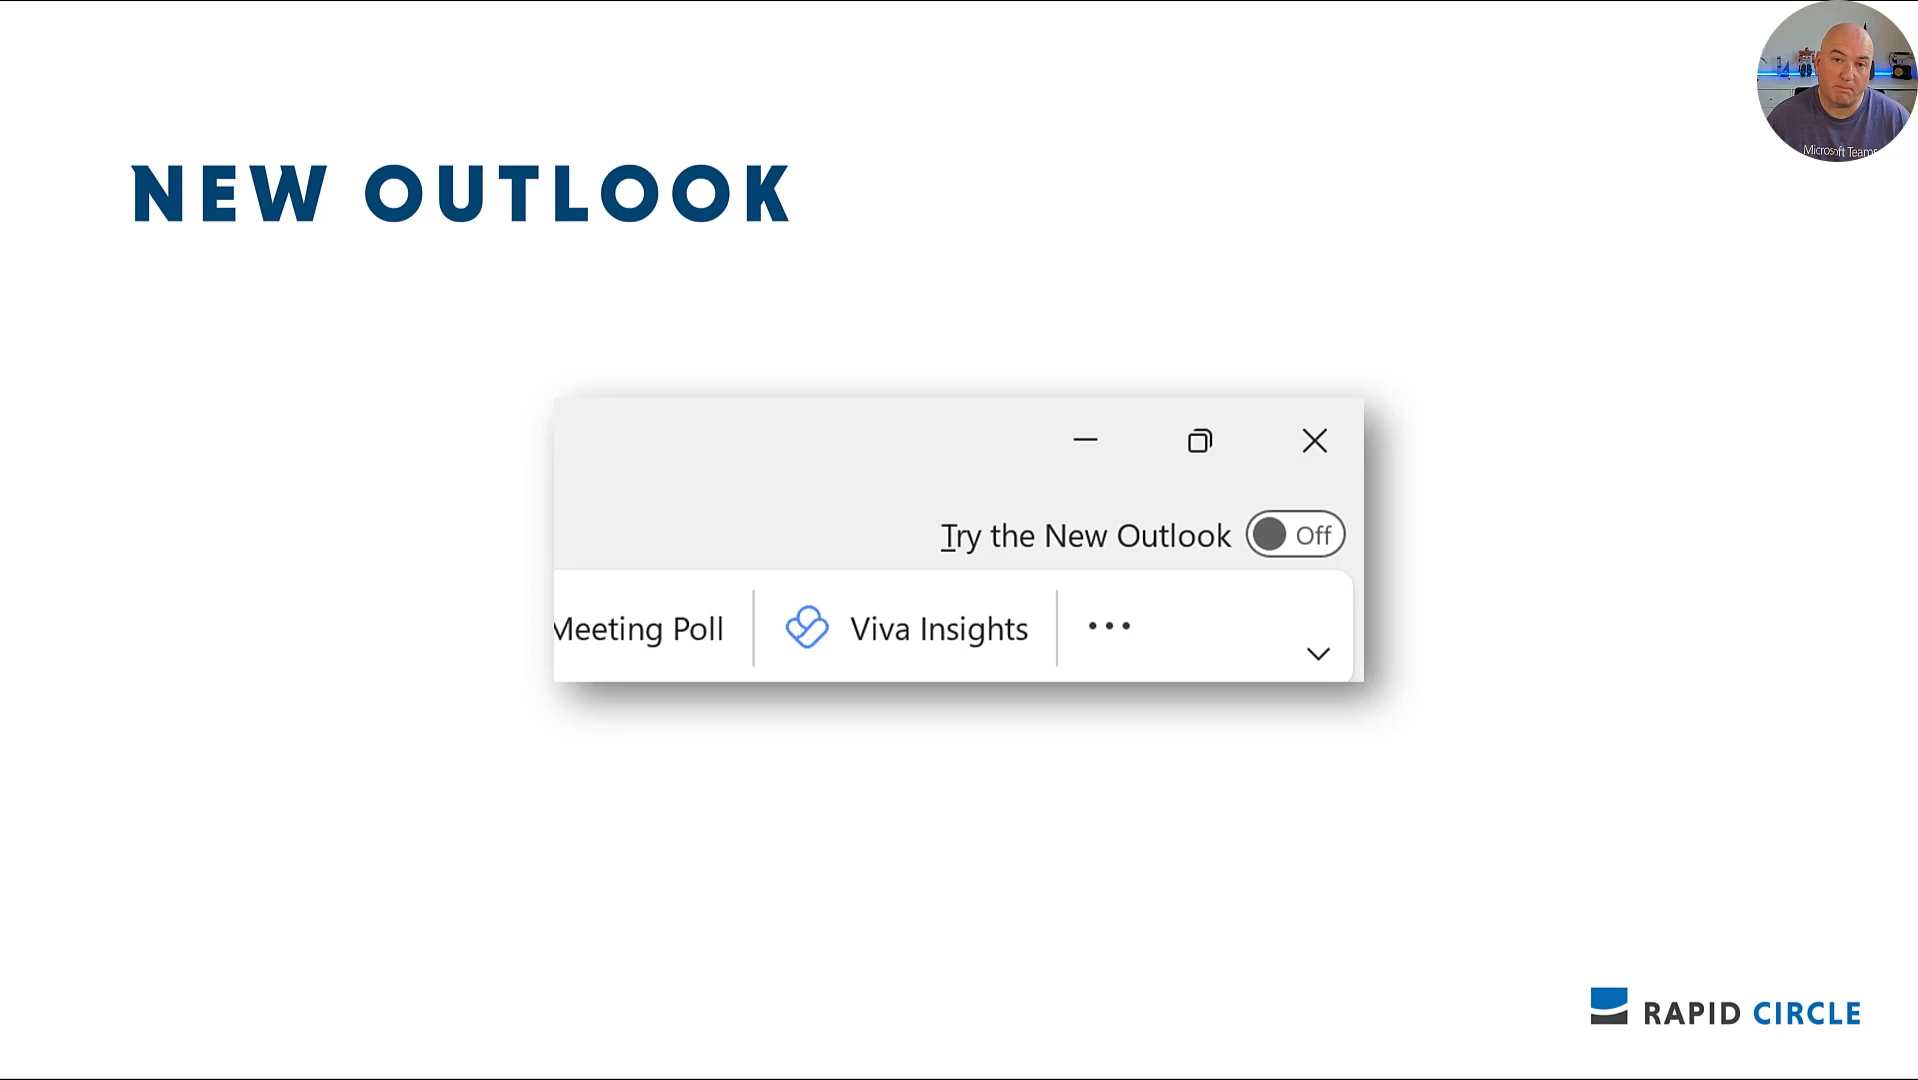 NEW OUTLOOK
Microsoft Teams
Try the New Outlook Off
Meeting Poll
Viva Insights
RAPID CIRCLE